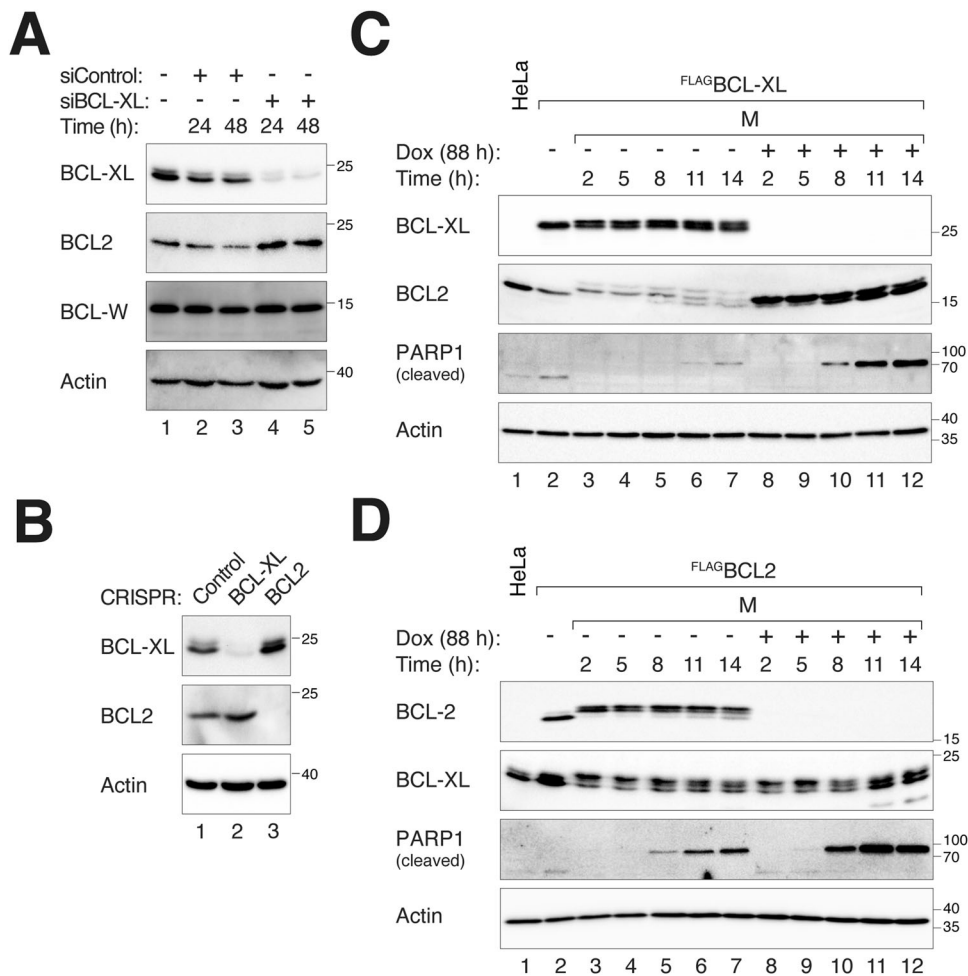 A
siControl: - + + - -
siBCL-XL: - - - + +
Time (h): 24 48 24 48
BCL-XL 25
BCL2 25
BCL-W 15
Actin 40
1 2 3 4 5
B
CRISPR: Control BCL-XL BCL2
BCL-XL 25
BCL2 25
Actin 40
1 2 3
C
HeLa FLAGBCL-XL
M
Dox (88 h): - - - - - - + + + + +
Time (h): 2 5 8 11 14 2 5 8 11 14
BCL-XL 25
BCL2 15
PARP1 100
(cleaved) 70
Actin 40
35
1 2 3 4 5 6 7 8 9 10 11 12
D
HeLa FLAGBCL2
M
Dox (88 h): - - - - - - + + + + +
Time (h): 2 5 8 11 14 2 5 8 11 14
BCL-2 15
BCL-XL 25
PARP1 100
(cleaved) 70
Actin 40
35
1 2 3 4 5 6 7 8 9 10 11 12